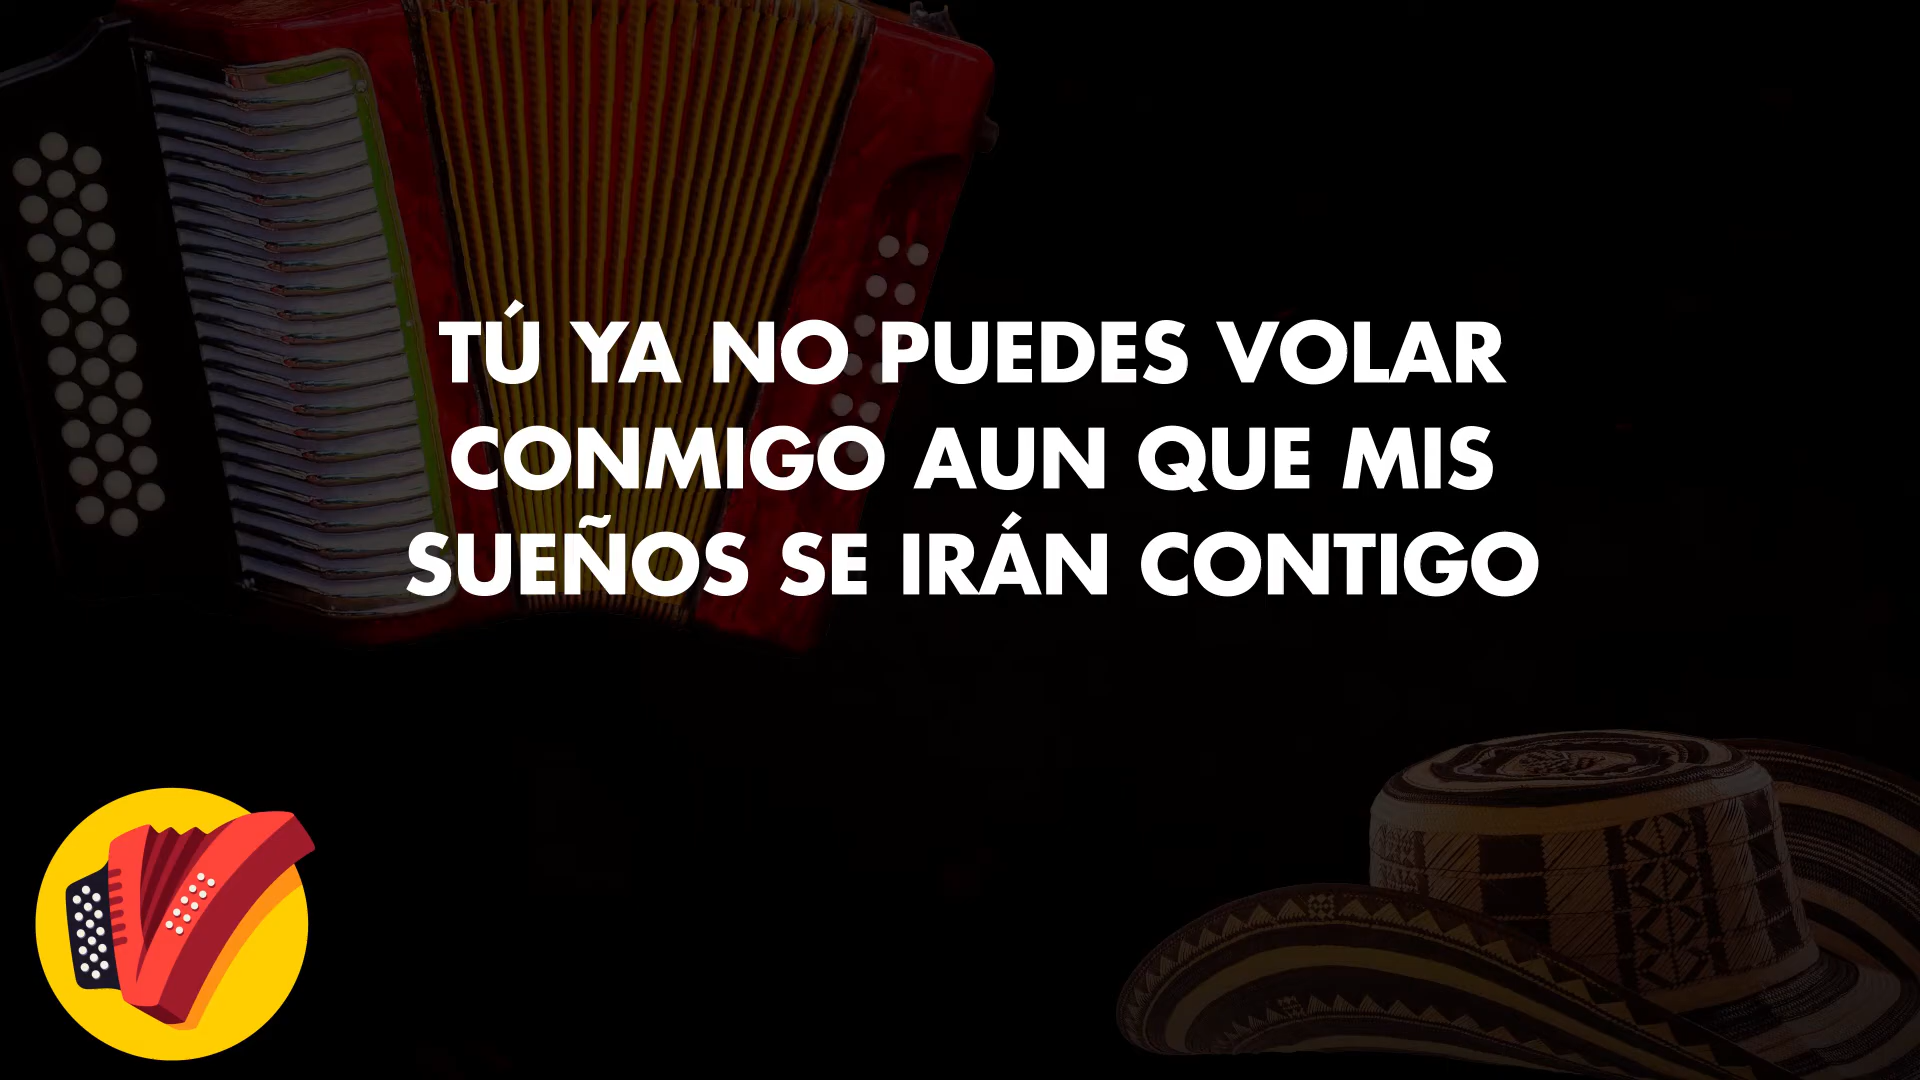 TÚ YA NO PUEDES VOLAR
CONMIGO AUN QUE MIS
SUEÑOS SE IRÁN CONTIGO